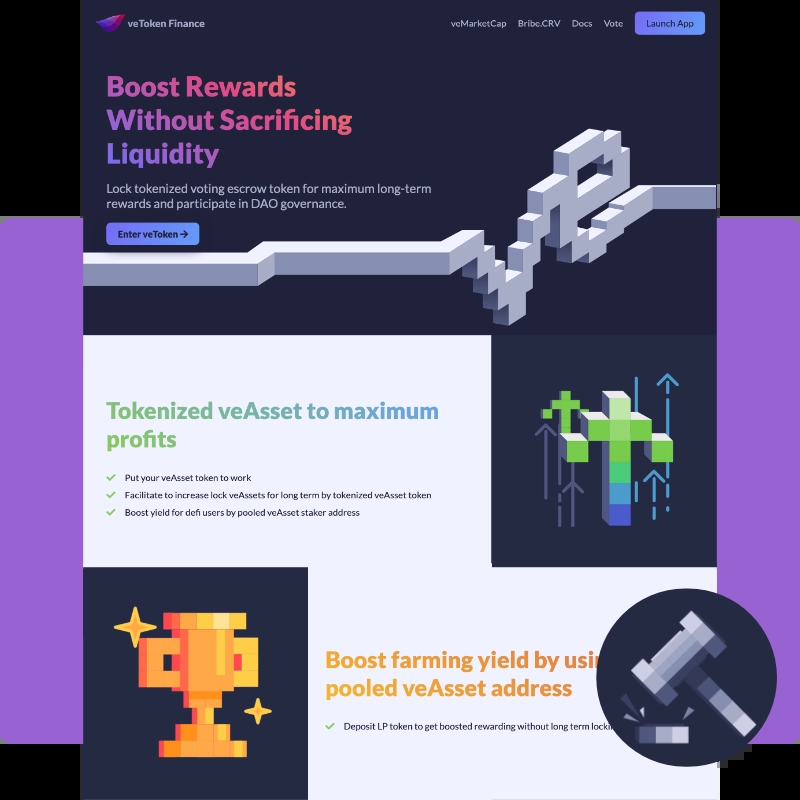 veToken Finance
veMarketCap Bribe.CRV Docs Vote Launch App
Boost Rewards
Without Sacrificing
Liquidity
Lock tokenized voting escrow token for maximum long-term
rewards and participate in DAO governance.
Enter veToken →
Tokenized veAsset to maximum
profits
Put your veAsset token to work
Facilitate to increase lock veAssets for long term by tokenized veAsset token
Boost yield for defi users by pooled veAsset staker address
Boost farming yield by
pooled veAsset address
Deposit LP token to get boosted rewarding without long term